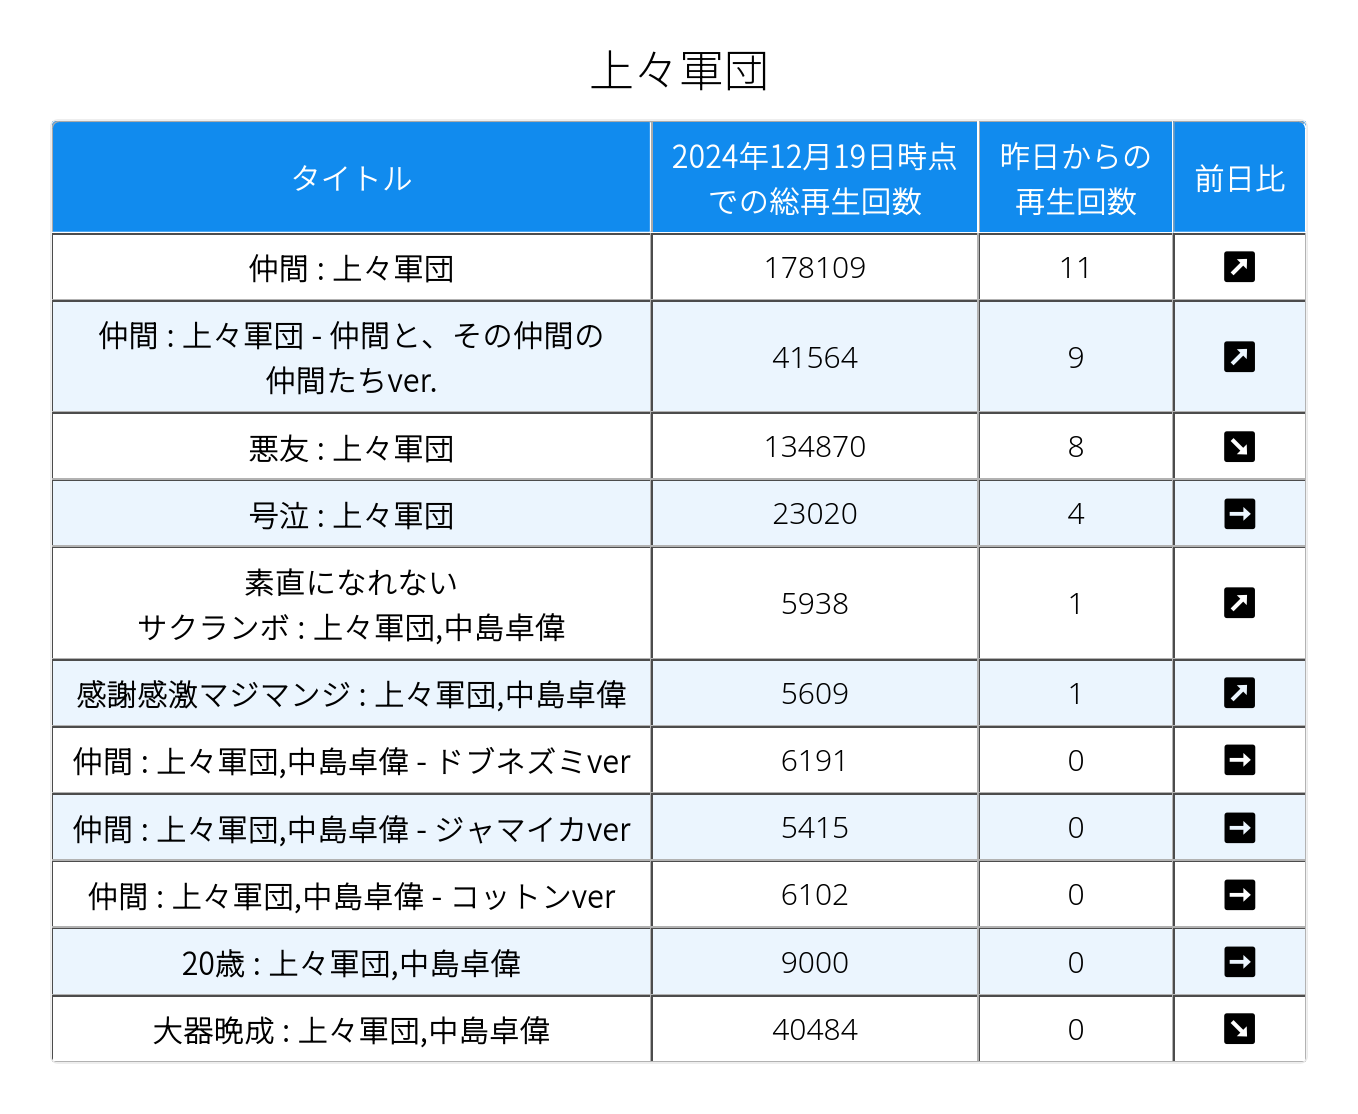 上々軍団
タイトル
2024年12月19日時点
での総再生回数
昨日からの
再生回数
前日比
仲間 : 上々軍団
178109
11
仲間 : 上々軍団 - 仲間と、その仲間の
仲間たちver.
41564
9
悪友 : 上々軍団
134870
8
号泣 : 上々軍団
23020
4
素直になれない
サクランボ : 上々軍団,中島卓偉
5938
1
感謝感激マジマンジ : 上々軍団,中島卓偉
5609
1
仲間 : 上々軍団,中島卓偉 - ドブネズミver
6191
0
仲間 : 上々軍団,中島卓偉 - ジャマイカver
5415
0
仲間 : 上々軍団,中島卓偉 - コットンver
6102
0
20歳 : 上々軍団,中島卓偉
9000
0
大器晩成 : 上々軍団,中島卓偉
40484
0